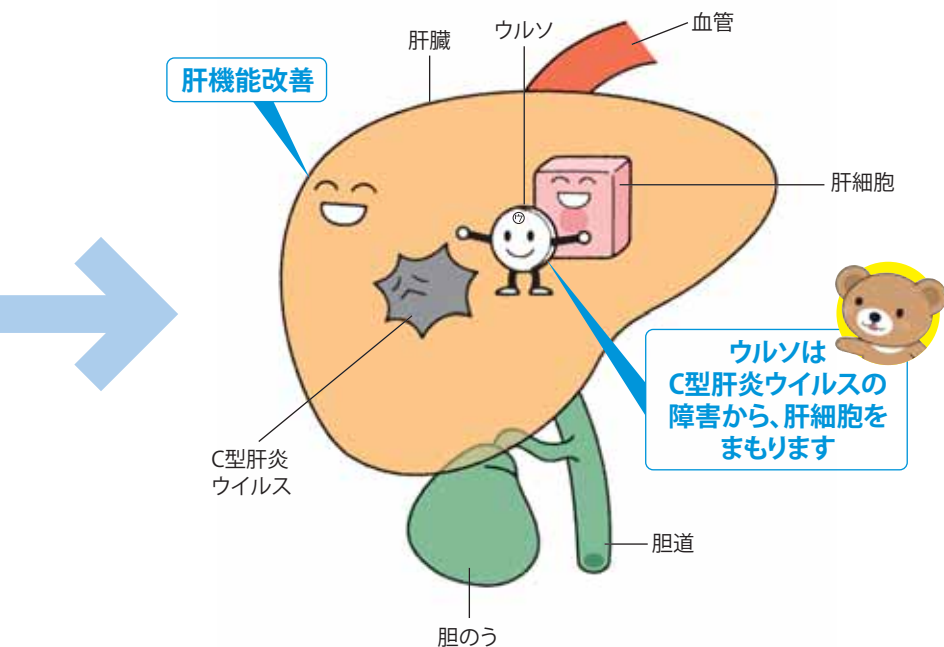 血管
ウルソ
肝臓
肝機能改善
肝細胞
ウ
ウルソは
C型肝炎ウイルスの
障害から、肝細胞を
まもります
C型肝炎
ウイルス
胆道
胆のう